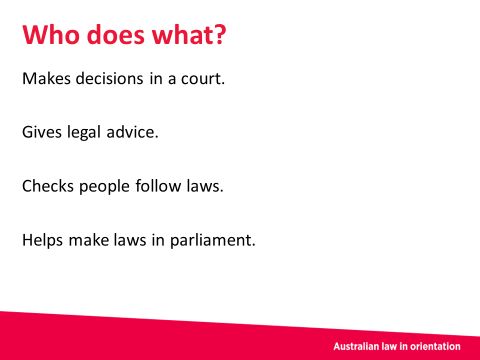 Who does what?
Makes decisions in a court.
Gives legal advice.
Checks people follow laws.
Helps make laws in parliament.
Australian law in orientation